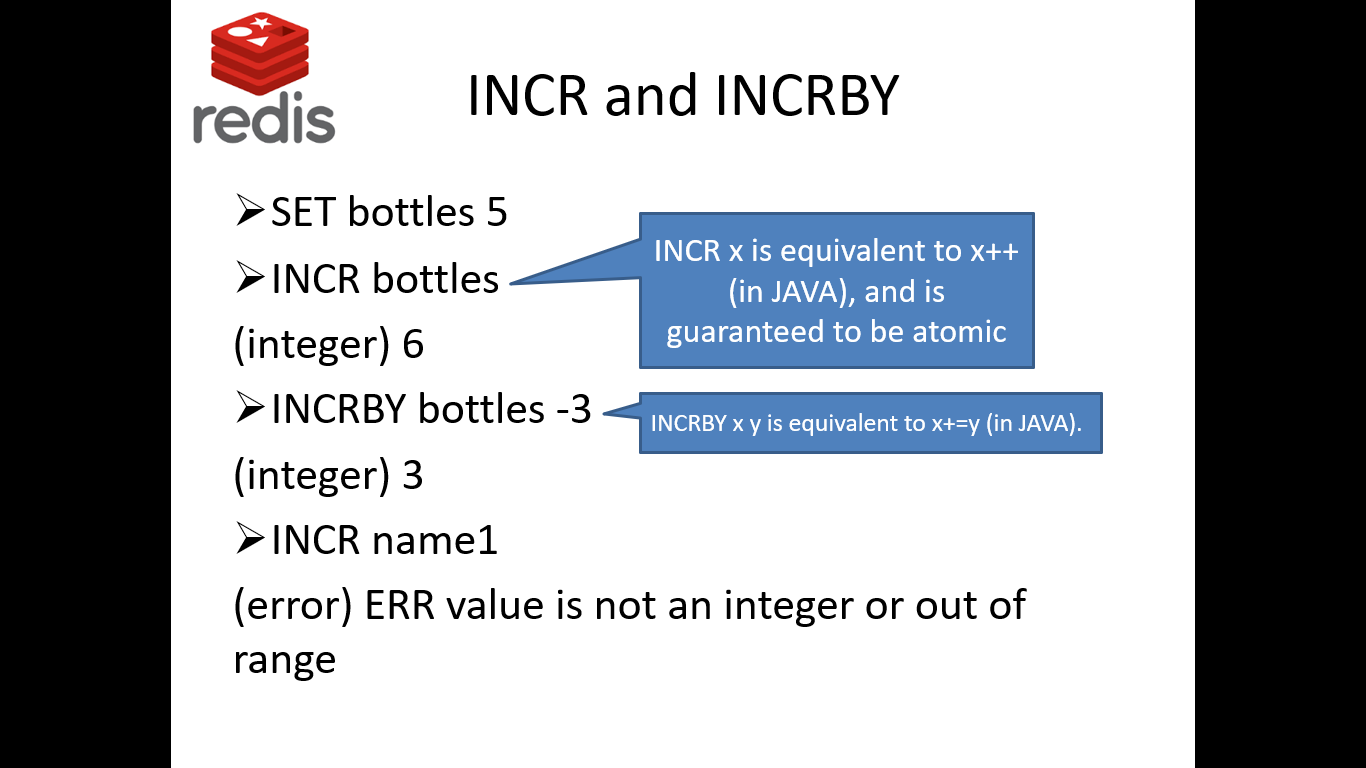 redis
INCR and INCRBY
➢SET bottles 5
➢INCR bottles
INCR x is equivalent to x++
(in JAVA), and is
guaranteed to be atomic
(integer) 6
➢INCRBY bottles -3
INCRBY x y is equivalent to x+=y (in JAVA).
(integer) 3
➢INCR name1
(error) ERR value is not an integer or out of
range